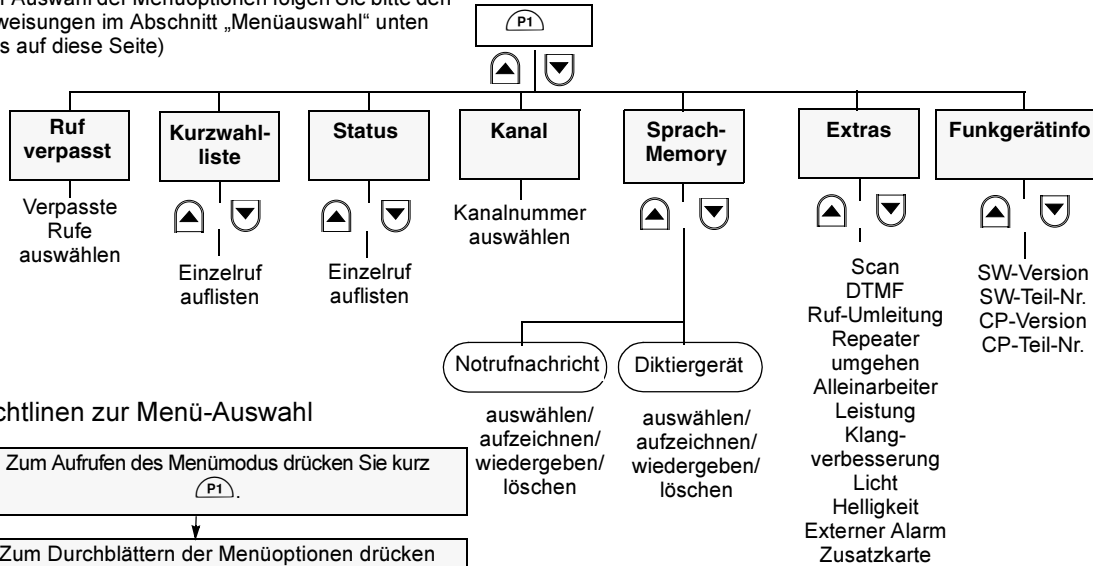 Auswahl der Menüoptionen folgen Sie bitte den
weisungen im Abschnitt „Menüauswahl“ unten
s auf diese Seite)
P1
Ruf
verpasst
Verpasste
Rufe
auswählen
Kurzwahl-
liste
Einzelruf
auflisten
Status
Einzelruf
auflisten
Kanal
Kanalnummer
auswählen
Sprach-
Memory
Notrufnachricht
auswählen/
aufzeichnen/
wiedergeben/
löschen
Diktiergerät
auswählen/
aufzeichnen/
wiedergeben/
löschen
Extras
Scan
DTMF
Ruf-Umleitung
Repeater
umgehen
Alleinarbeiter
Leistung
Klang-
verbesserung
Licht
Helligkeit
Externer Alarm
Zusatzkarte
Funkgerätinfo
SW-Version
SW-Teil-Nr.
CP-Version
CP-Teil-Nr.
chtlinen zur Menü-Auswahl
Zum Aufrufen des Menümodus drücken Sie kurz
P1.
Zum Durchblättern der Menüoptionen drücken